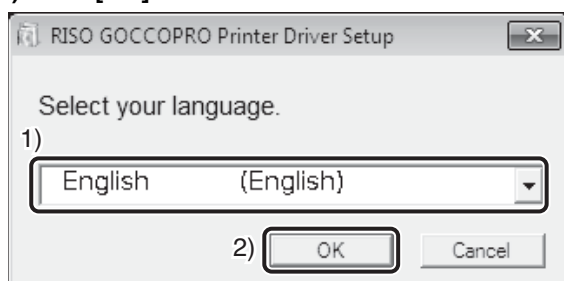 RISO GOCCOPRO Printer Driver Setup
Select your language.
1)
English (English)
2) OK Cancel